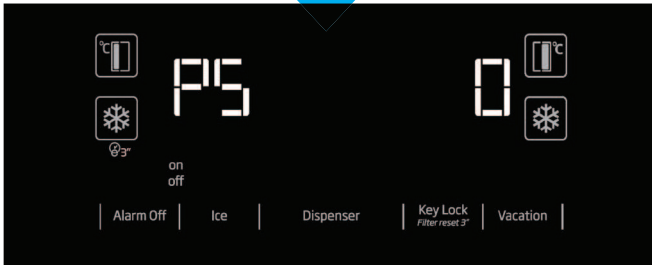 °C
°C
PS 0
3"
on
off
Alarm Off Ice Dispenser Key Lock Vacation
Filter reset 3"